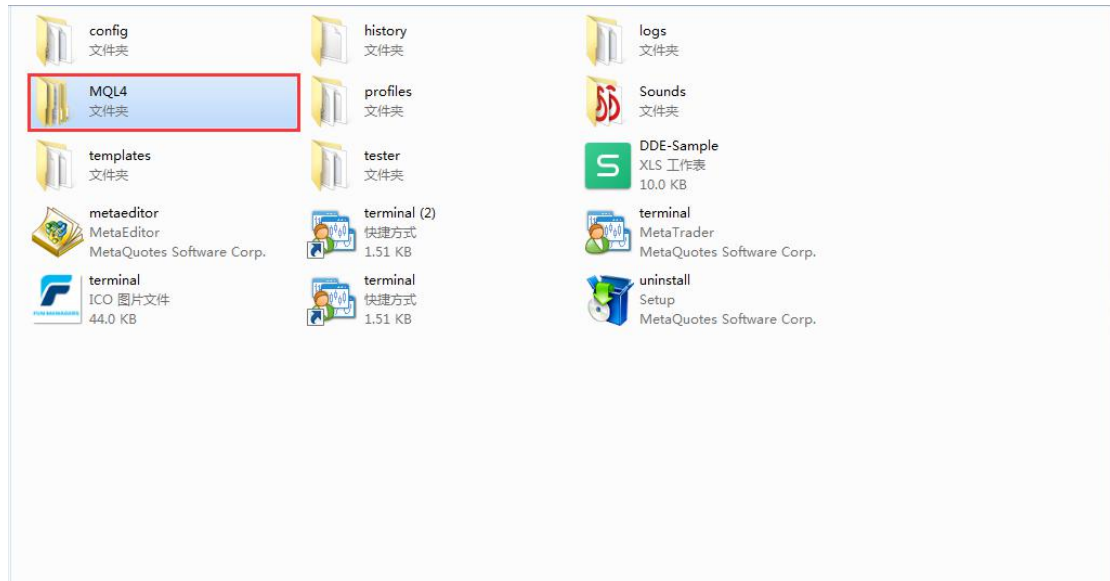 config
文件夹
history
文件夹
logs
文件夹
MQL4
文件夹
profiles
文件夹
Sounds
文件夹
templates
文件夹
tester
文件夹
DDE-Sample
XLS 工作表
10.0 KB
metaeditor
MetaEditor
MetaQuotes Software Corp.
terminal (2)
快捷方式
1.51 KB
terminal
MetaTrader
MetaQuotes Software Corp.
terminal
ICO 图片文件
44.0 KB
terminal
快捷方式
1.51 KB
uninstall
Setup
MetaQuotes Software Corp.